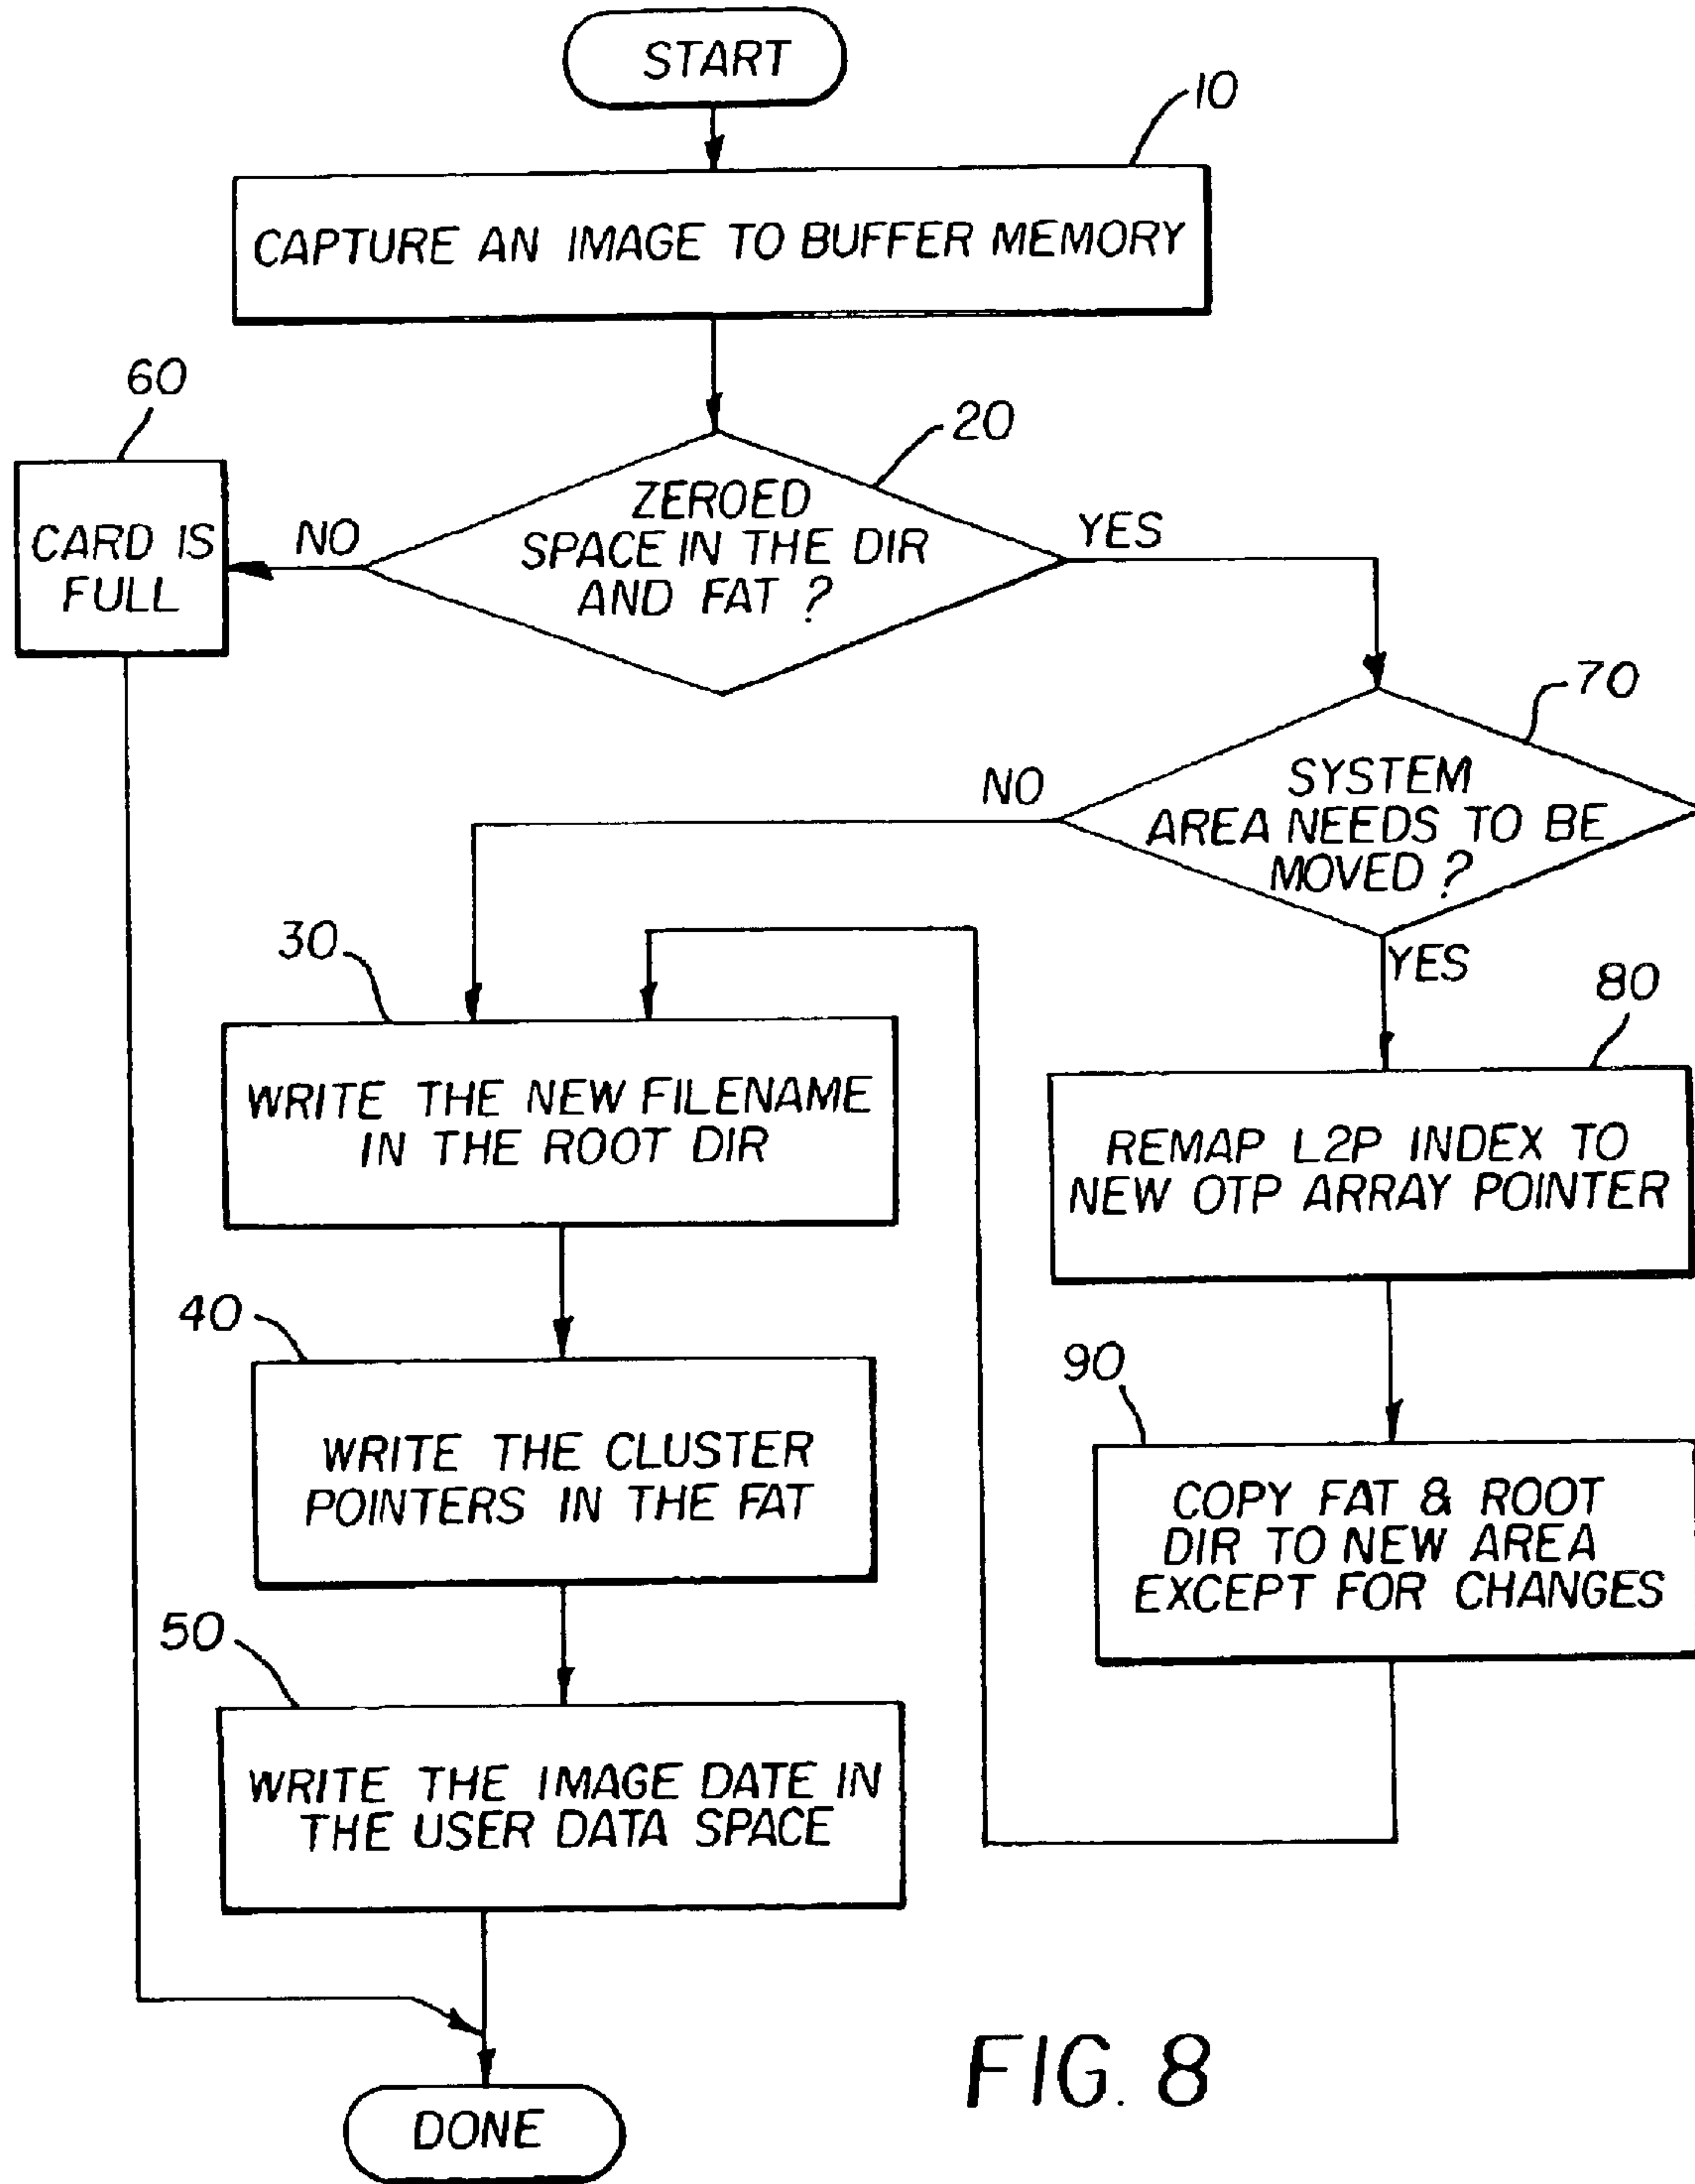 START
10
CAPTURE AN IMAGE TO BUFFER MEMORY
60
20
ZEROED
SPACE IN THE DIR
AND FAT ?
NO
YES
CARD IS
FULL
70
SYSTEM
AREA NEEDS TO BE
MOVED ?
NO
YES
30
WRITE THE NEW FILENAME
IN THE ROOT DIR
80
REMAP L2P INDEX TO
NEW OTP ARRAY POINTER
40
WRITE THE CLUSTER
POINTERS IN THE FAT
90
COPY FAT & ROOT
DIR TO NEW AREA
EXCEPT FOR CHANGES
50
WRITE THE IMAGE DATE IN
THE USER DATA SPACE
DONE
FIG. 8